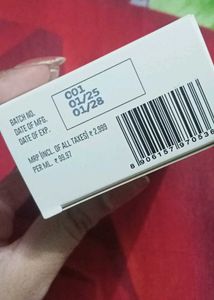 BATCH NO. C01
DATE OF MFG. 01/25
DATE OF EXP. 01/28
MRP (INCL. OF ALL TAXES) ₹ 2,999
PER ML. ₹ 99.97